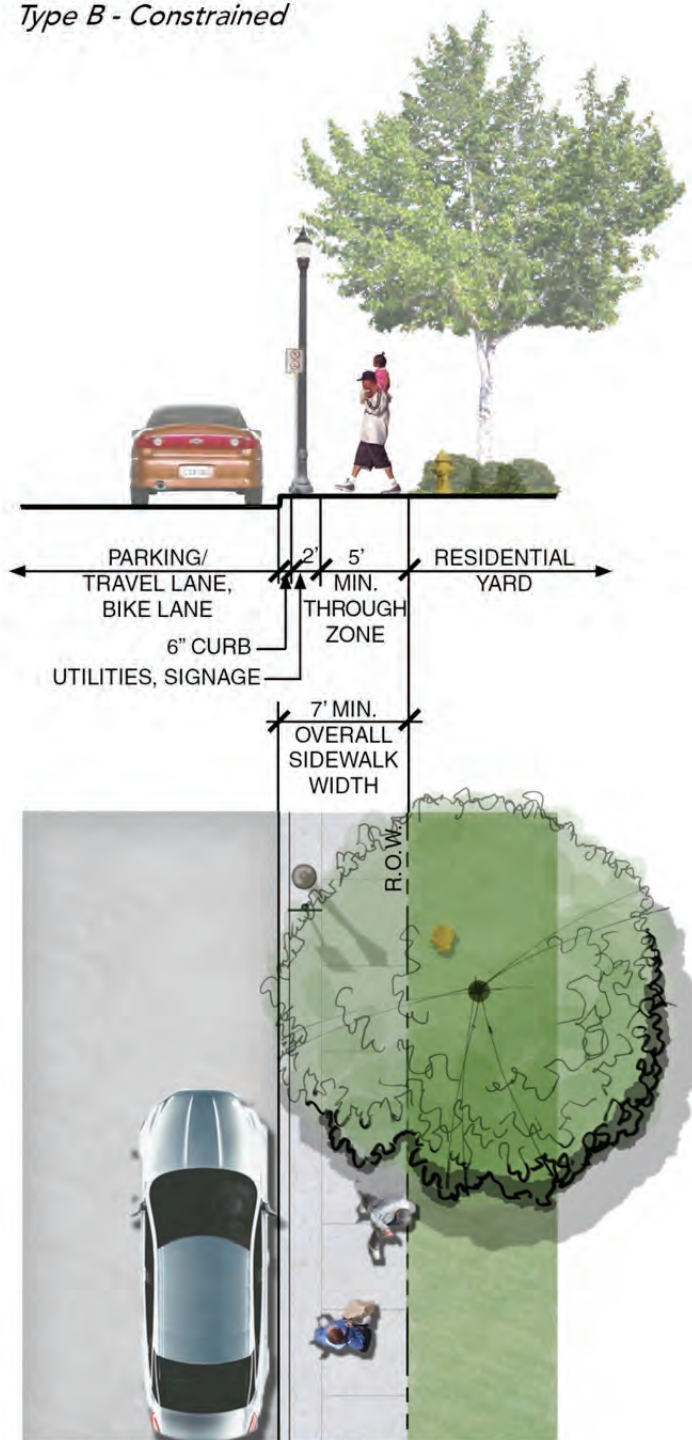 Type B - Constrained
PARKING/
TRAVEL LANE,
BIKE LANE
2'
5'
MIN.
THROUGH
ZONE
RESIDENTIAL
YARD
6” CURB
UTILITIES, SIGNAGE
7’ MIN.
OVERALL
SIDEWALK
WIDTH
R.O.W.